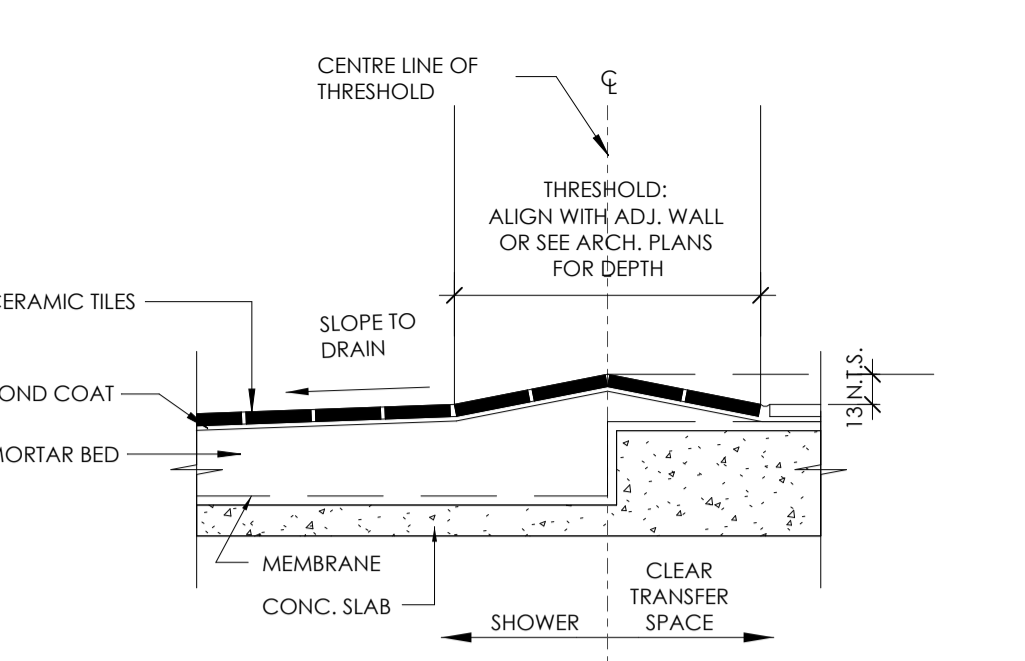 CENTRE LINE OF
THRESHOLD
℄
THRESHOLD:
ALIGN WITH ADJ. WALL
OR SEE ARCH. PLANS
FOR DEPTH
CERAMIC TILES
SLOPE TO
DRAIN
13 N.T.S.
OND COAT
MORTAR BED
MEMBRANE
CONC. SLAB
CLEAR
TRANSFER
SPACE
SHOWER